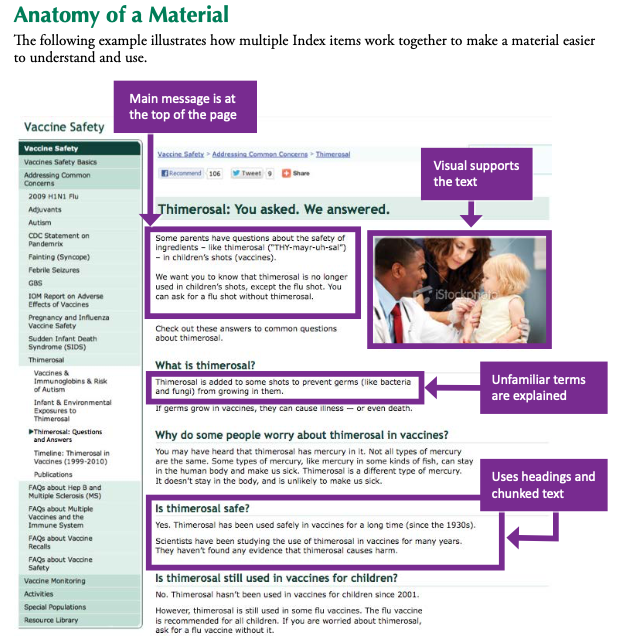 Anatomy of a Material
The following example illustrates how multiple Index items work together to make a material easier
to understand and use.
Main message is at
the top of the page
Vaccine Safety
Vaccine Safety
Vaccines Safety Basics
Addressing Common
Concerns
2009 H1N1 Flu
Adjuvants
Autism
CDC Statement on
Pandemrix
Fainting (Syncope)
Febrile Seizures
GBS
IOM Report on Adverse
Effects of Vaccines
Pregnancy and Influenza
Vaccine Safety
Sudden Infant Death
Syndrome (SIDS)
Thimerosal
Vaccines &
Immunoglobins & Risk
of Autism
Infant & Environmental
Exposures to
Thimerosal
▶Thimerosal: Questions
and Answers
Timeline: Thimerosal in
Vaccines (1999-2010)
Publications
FAQs about Hep B and
Multiple Sclerosis (MS)
FAQs about Multiple
Vaccines and the
Immune System
FAQs about Vaccine
Recalls
FAQs about Vaccine
Safety
Vaccine Monitoring
Activities
Special Populations
Resource Library
Vaccine Safety > Addressing Common Concerns > Thimerosal
Recommend 106 Tweet 9 Share
Visual supports
the text
Thimerosal: You asked. We answered.
Some parents have questions about the safety of
ingredients – like thimerosal ("THY-mayr-uh-sal")
– in children's shots (vaccines).
We want you to know that thimerosal is no longer
used in children's shots, except the flu shot. You
can ask for a flu shot without thimerosal.
iStockphoto
Check out these answers to common questions
about thimerosal.
What is thimerosal?
Thimerosal is added to some shots to prevent germs (like bacteria
and fungi) from growing in them.
If germs grow in vaccines, they can cause illness — or even death.
Unfamiliar terms
are explained
Why do some people worry about thimerosal in vaccines?
You may have heard that thimerosal has mercury in it. Not all types of mercury
are the same. Some types of mercury, like mercury in some kinds of fish, can stay
in the human body and make us sick. Thimerosal is a different type of mercury.
It doesn't stay in the body, and is unlikely to make us sick.
Uses headings and
chunked text
Is thimerosal safe?
Yes. Thimerosal has been used safely in vaccines for a long time (since the 1930s).
Scientists have been studying the use of thimerosal in vaccines for many years.
They haven't found any evidence that thimerosal causes harm.
Is thimerosal still used in vaccines for children?
No. Thimerosal hasn't been used in vaccines for children since 2001.
However, thimerosal is still used in some flu vaccines. The flu vaccine
is recommended for all children. If you are worried about thimerosal,
ask for a flu vaccine without it.